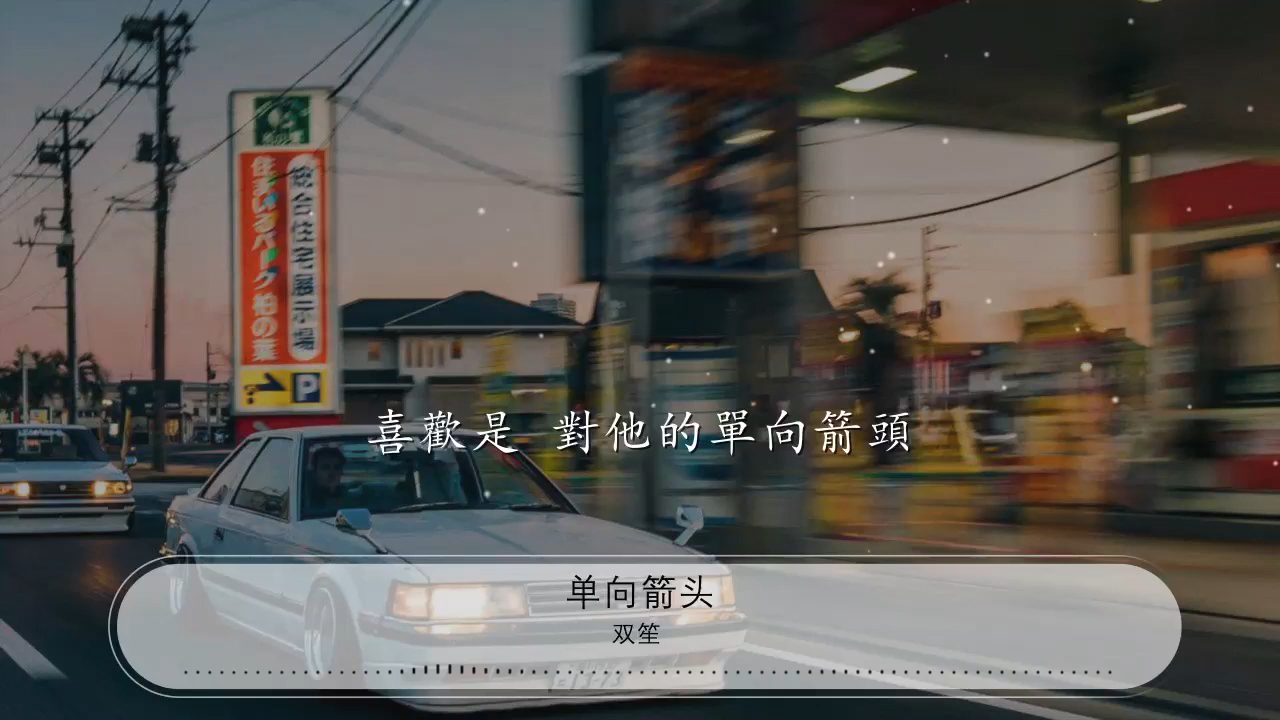 総合住宅展示場
住まいるパーク 柏の葉
P
喜歡是 對他的單向箭頭
单向箭头
双笙